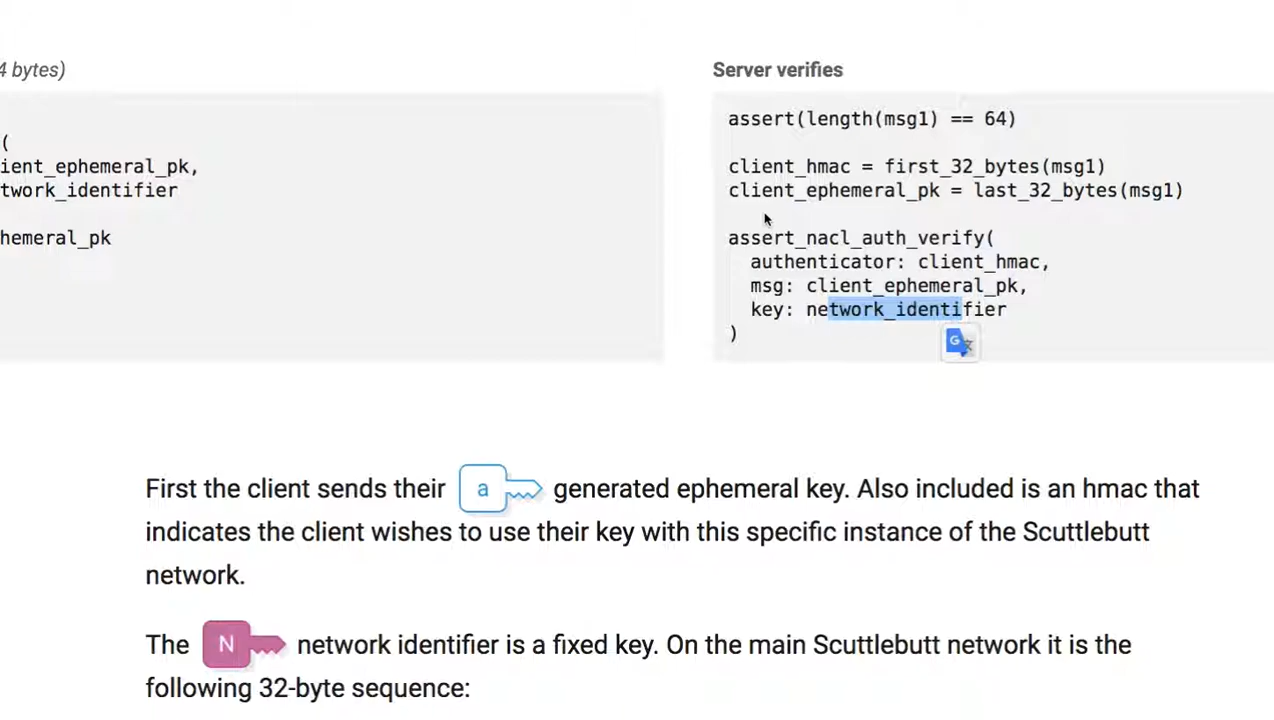 4 bytes)
(
ient_ephemeral_pk,
twork_identifier
hemeral_pk
Server verifies
assert(length(msg1) == 64)
client_hmac = first_32_bytes(msg1)
client_ephemeral_pk = last_32_bytes(msg1)
assert_nacl_auth_verify(
authenticator: client_hmac,
msg: client_ephemeral_pk,
key: network_identifier
)
First the client sends their a generated ephemeral key. Also included is an hmac that
indicates the client wishes to use their key with this specific instance of the Scuttlebutt
network.
The N network identifier is a fixed key. On the main Scuttlebutt network it is the
following 32-byte sequence: